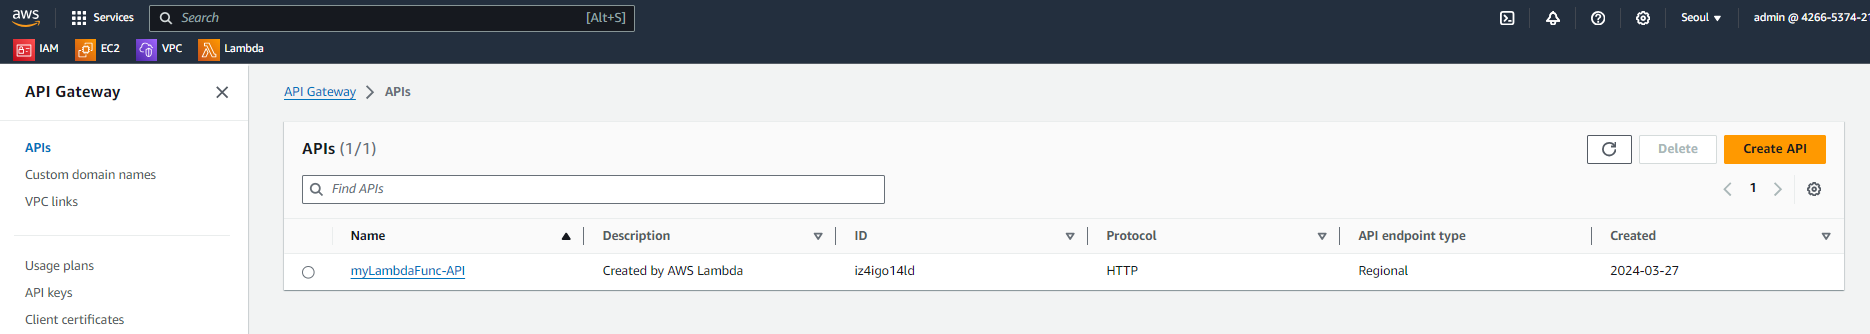 aws Services Search [Alt+S] Seoul admin @ 4266-5374-21
IAM EC2 VPC Lambda
API Gateway
APIs
Custom domain names
VPC links
Usage plans
API keys
Client certificates
API Gateway > APIs
APIs (1/1) Delete Create API
Find APIs 1
Name Description ID Protocol API endpoint type Created
myLambdaFunc-API Created by AWS Lambda iz4igo14ld HTTP Regional 2024-03-27